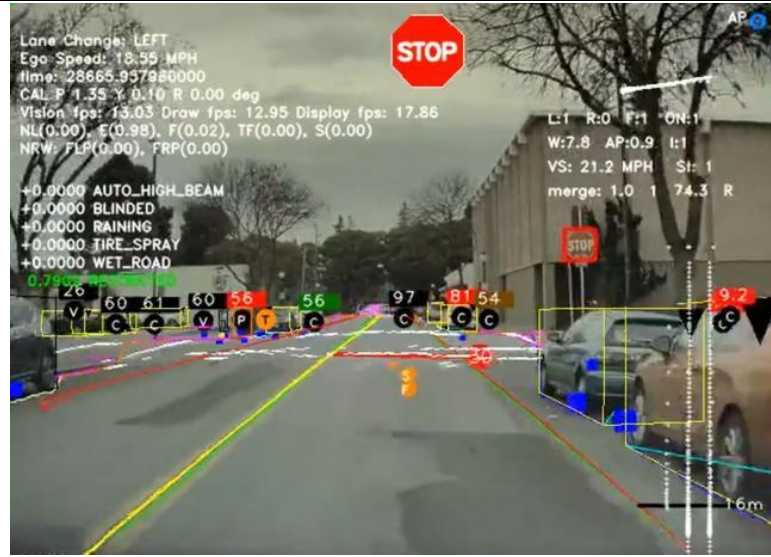 STOP
AP
Lane Change: LEFT
Ego Speed: 18.55 MPH
time: 28665.957980000
CAL P 1.35 Y 0.10 R 0.00 deg
Vision fps: 13.03 Draw fps: 12.95 Display fps: 17.86
NL(0.00), E(0.98), F(0.02), TF(0.00), S(0.00)
NRW: FLP(0.00), FRP(0.00)
L:1 R:0 F:1 ON:1
W:7.8 AP:0.9 I:1
VS: 21.2 MPH St: 1
merge: 1.0 1 74.3 R
+0.0000 AUTO_HIGH_BEAM
+0.0000 BLINDED
+0.0000 RAINING
+0.0000 TIRE_SPRAY
+0.0000 WET_ROAD
STOP
26 60 61 60 56 56 97 81 54 9.2
V C C V P T C C C C C
30
S
F
16m